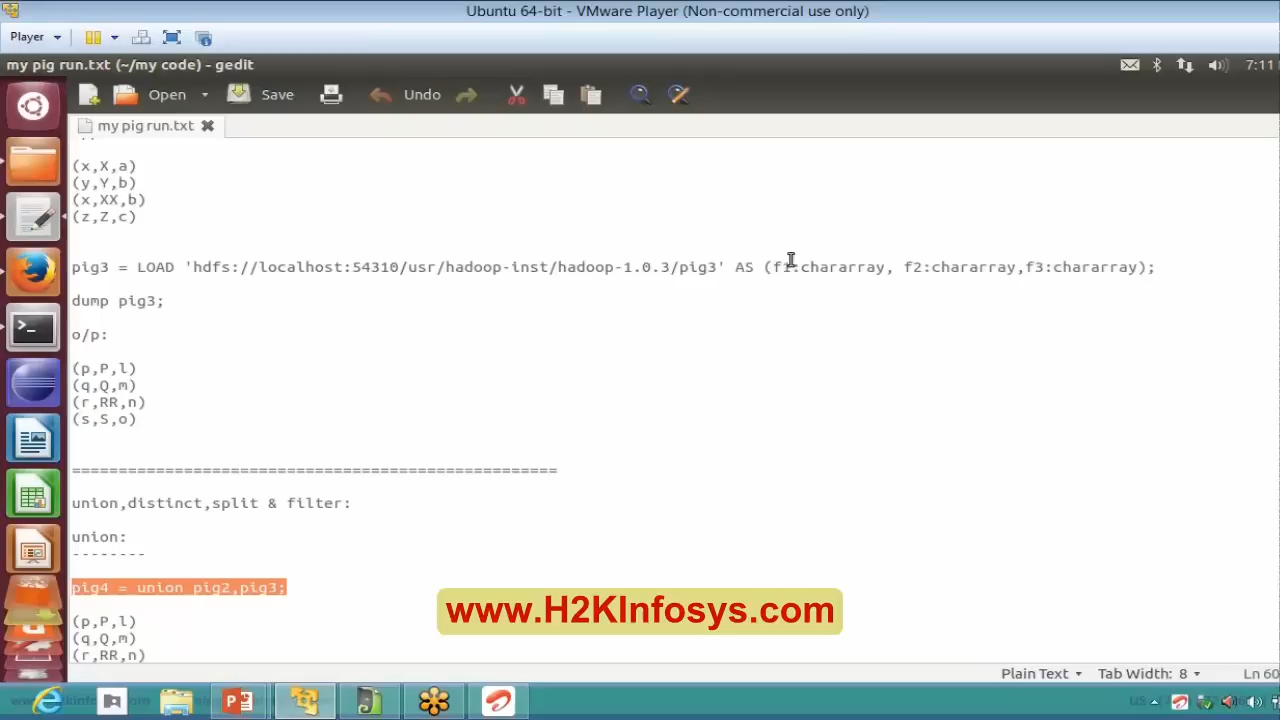 Ubuntu 64-bit - VMware Player (Non-commercial use only)
Player
my pig run.txt (~/my code) - gedit
7:11
Open
Save
Undo
my pig run.txt
(x,X,a)
(y,Y,b)
(x,XX,b)
(z,Z,c)
pig3 = LOAD 'hdfs://localhost:54310/usr/hadoop-inst/hadoop-1.0.3/pig3' AS (f1:chararray, f2:chararray,f3:chararray);
dump pig3;
o/p:
(p,P,l)
(q,Q,m)
(r,RR,n)
(s,S,o)
====================================================
union,distinct,split & filter:
union:
--------
pig4 = union pig2,pig3;
www.H2KInfosys.com
(p,P,l)
(q,Q,m)
(r,RR,n)
Plain Text
Tab Width: 8
Ln 60